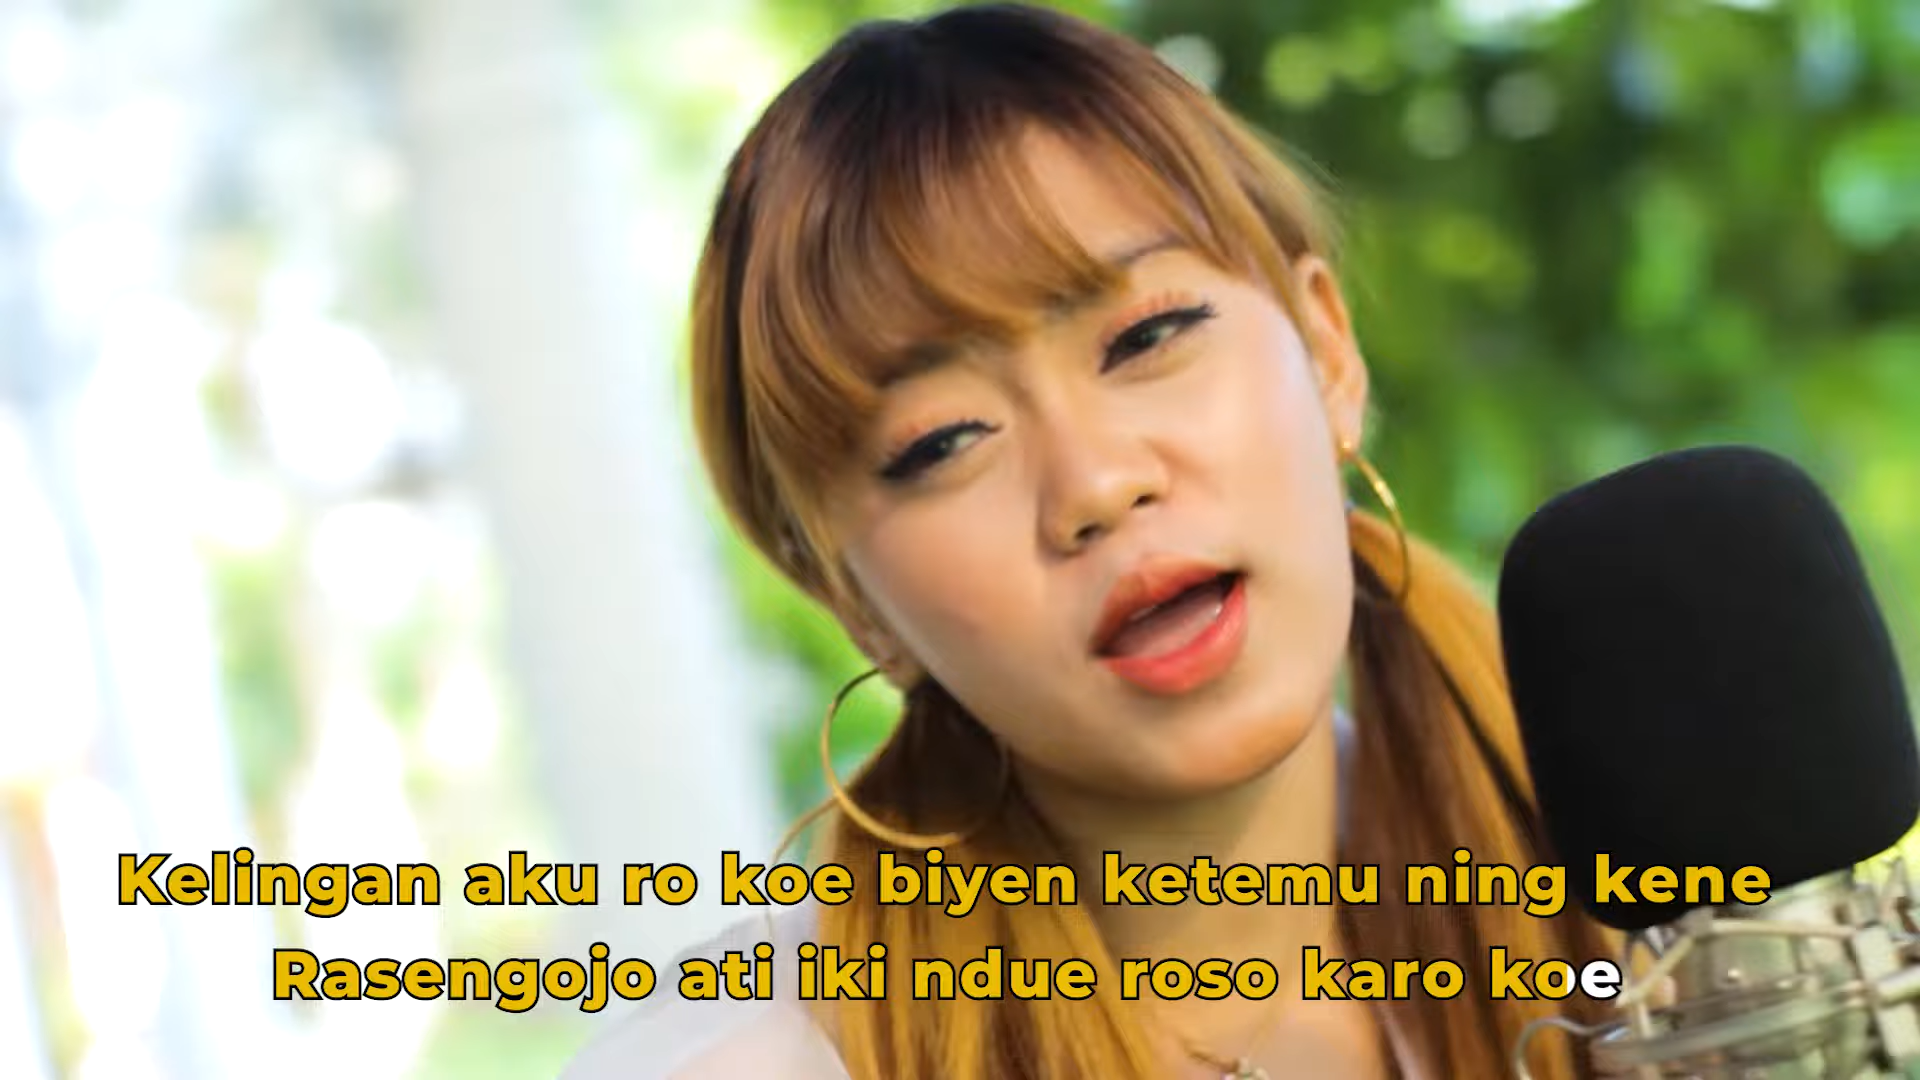 Kelingan aku ro koe biyen ketemu ning kene
Rasengojo ati iki ndue roso karo koe